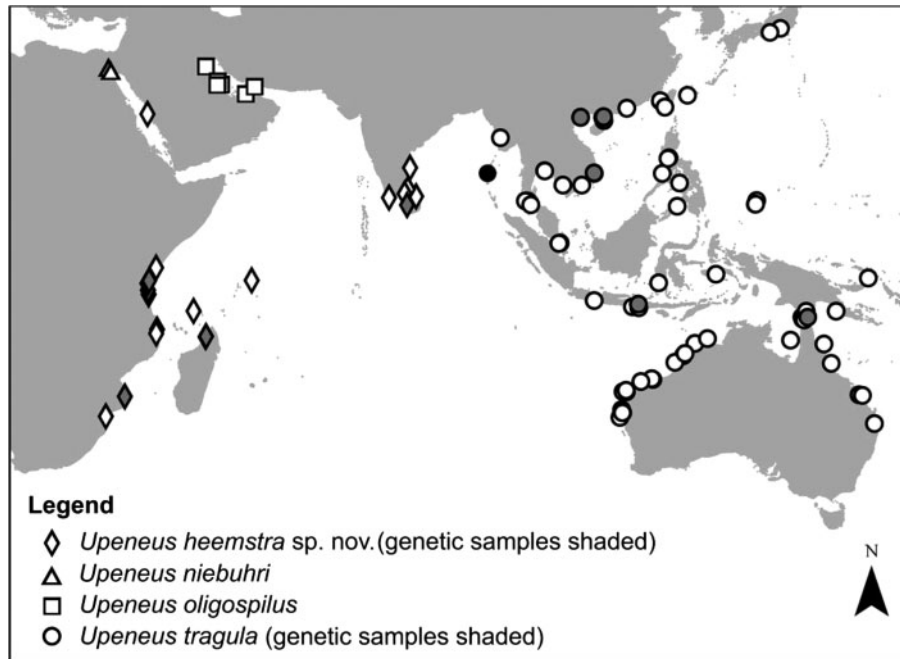 Legend
Upeneus heemstra sp. nov.(genetic samples shaded)
Upeneus niebuhri
Upeneus oligospilus
Upeneus tragula (genetic samples shaded)
N